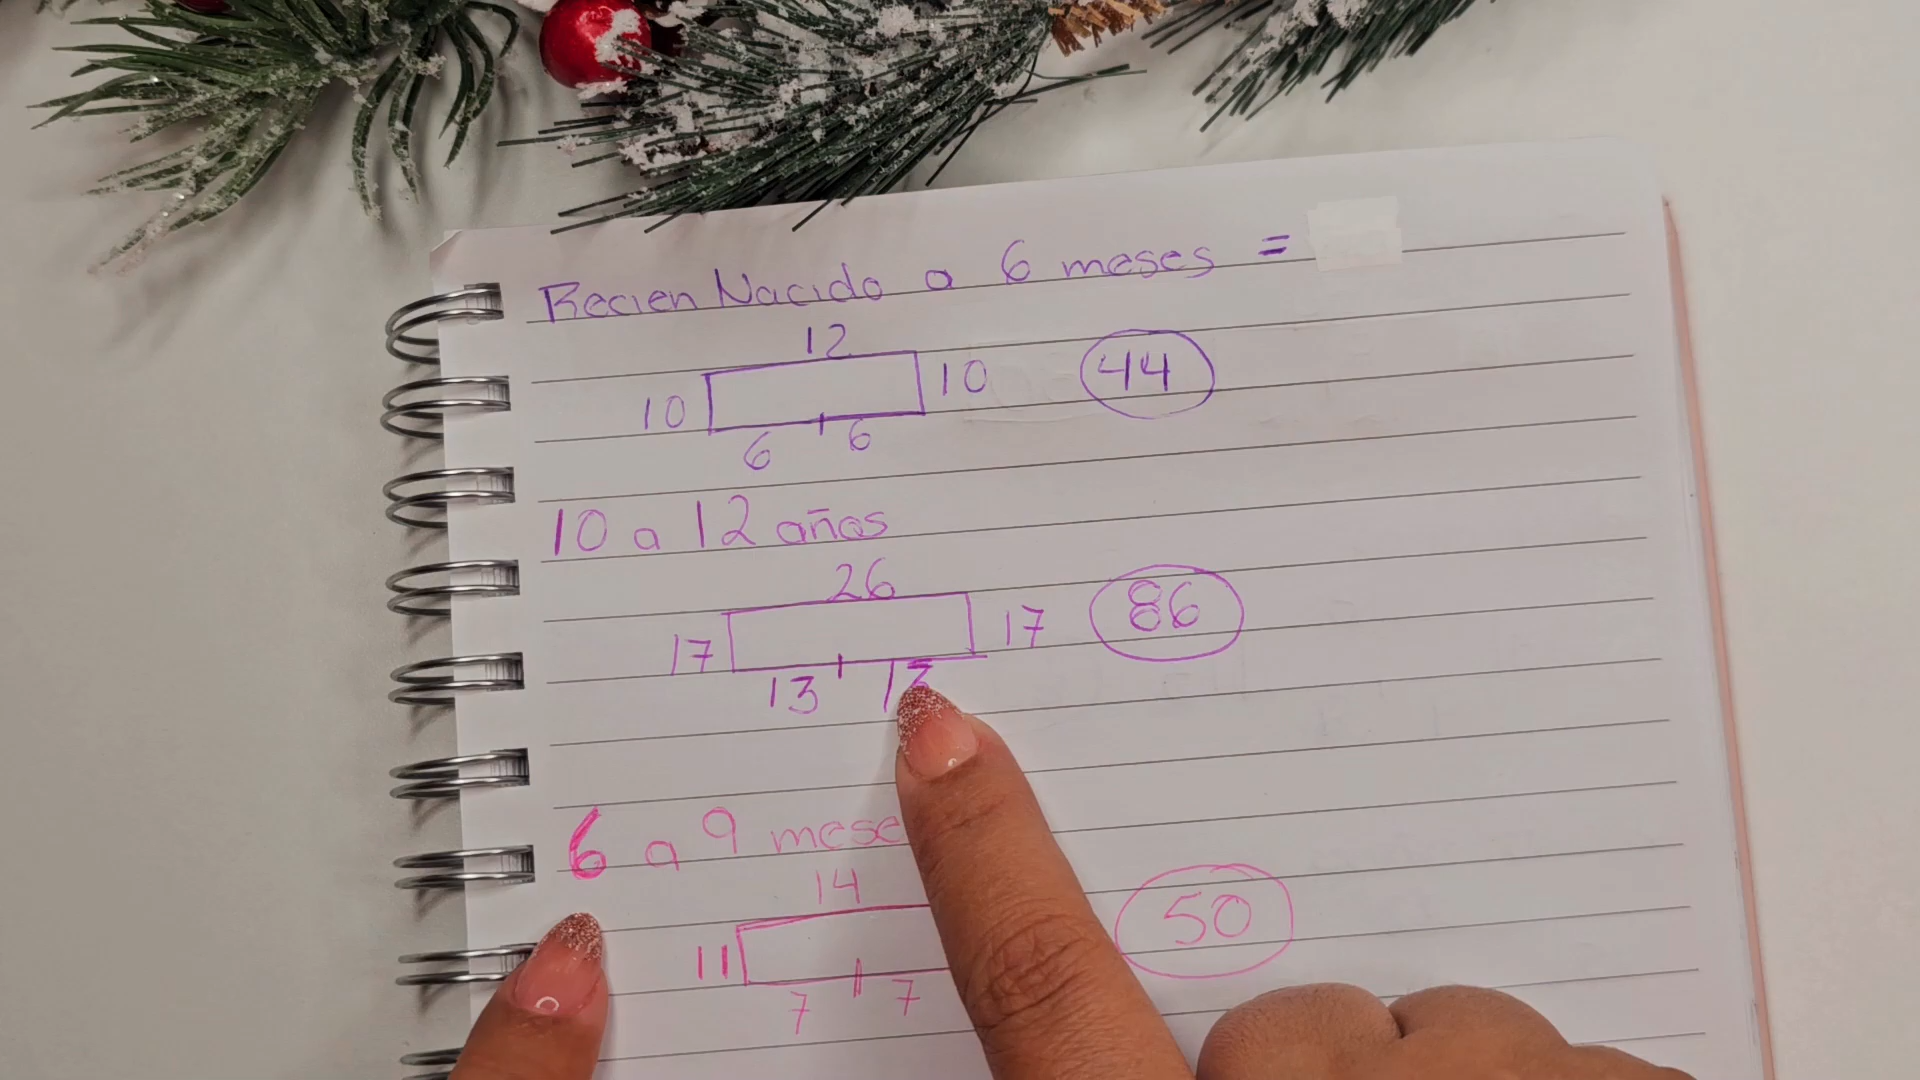 Recien Nacido a 6 meses =
12
10 10 44
6 6
10 a 12 años
26
17 17 86
13 13
6 a 9 mese
14
11 50
7 7